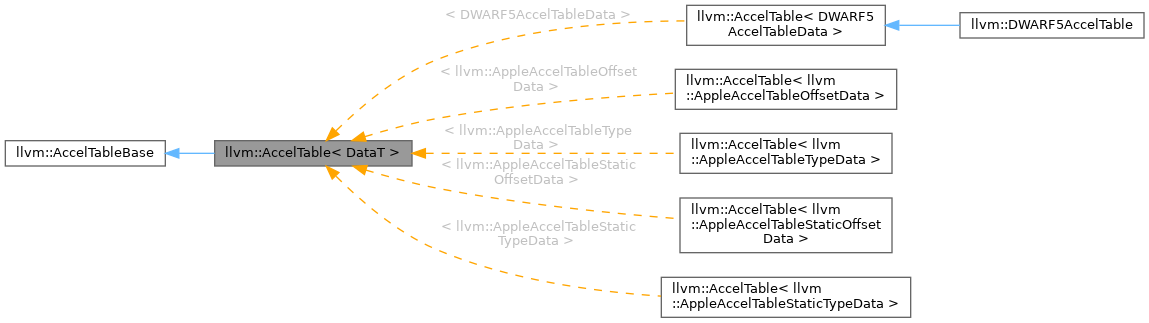 < DWARF5AccelTableData >
llvm::AccelTable< DWARF5
AccelTableData >
llvm::DWARF5AccelTable
< llvm::AppleAccelTableOffset
Data >
llvm::AccelTable< llvm
::AppleAccelTableOffsetData >
llvm::AccelTableBase
llvm::AccelTable< DataT >
< llvm::AppleAccelTableType
Data >
llvm::AccelTable< llvm
::AppleAccelTableTypeData >
< llvm::AppleAccelTableStatic
OffsetData >
llvm::AccelTable< llvm
::AppleAccelTableStaticOffset
Data >
< llvm::AppleAccelTableStatic
TypeData >
llvm::AccelTable< llvm
::AppleAccelTableStaticTypeData >